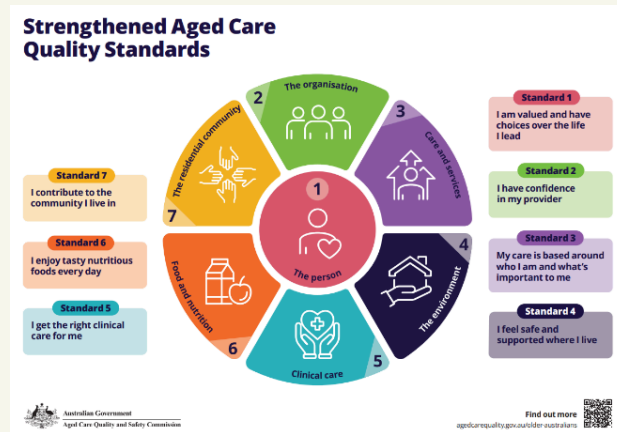 Strengthened Aged Care
Quality Standards
1
The person
2
The organisation
3
Care and services
4
The environment
5
Clinical care
6
Food and nutrition
7
The residential community
Standard 1
I am valued and have
choices over the life
I lead
Standard 2
I have confidence
in my provider
Standard 3
My care is based around
who I am and what's
important to me
Standard 4
I feel safe and
supported where I live
Standard 5
I get the right clinical
care for me
Standard 6
I enjoy tasty nutritious
foods every day
Standard 7
I contribute to the
community I live in
Australian Government
Aged Care Quality and Safety Commission
Find out more
agedcarequality.gov.au/older-australians